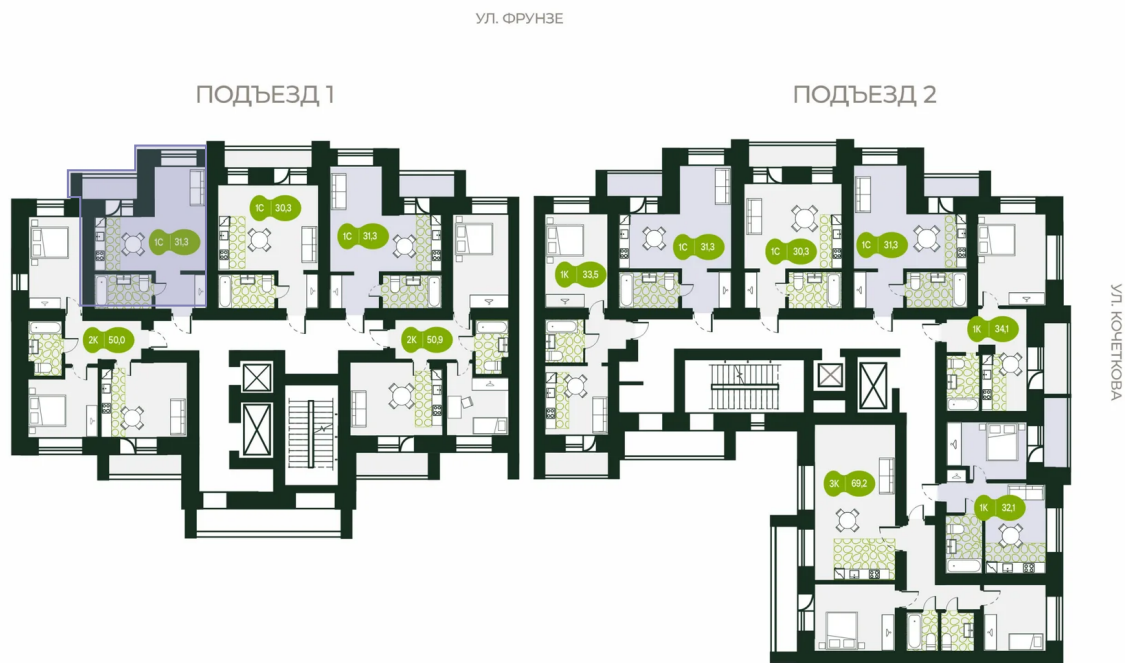 УЛ. ФРУНЗЕ
ПОДЪЕЗД 1
ПОДЪЕЗД 2
1С 31,3
1С 30,3
1С 31,3
2К 50,0
2К 50,9
1К 33,5
1С 31,3
1С 30,3
1С 31,3
1К 34,1
3К 69,2
1К 32,1
УЛ. КОЧЕТКОВА